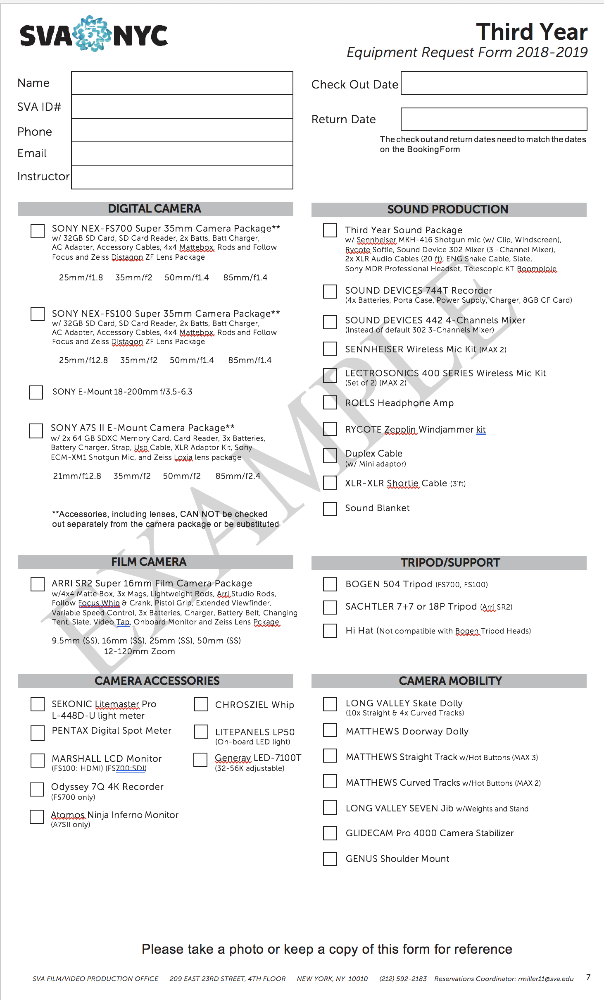 SVA NYC
Third Year
Equipment Request Form 2018-2019
Name
SVA ID#
Phone
Email
Instructor
Check Out Date
Return Date
The check out and return dates need to match the dates
on the Booking Form
DIGITAL CAMERA
SONY NEX-FS700 Super 35mm Camera Package**
w/ 32GB SD Card, SD Card Reader, 2x Batts, Batt Charger,
AC Adapter, Accessory Cables, 4x4 Mattebox, Rods and Follow
Focus and Zeiss Distagon ZF Lens Package
25mm/f1.8 35mm/f2 50mm/f1.4 85mm/f1.4
SONY NEX-FS100 Super 35mm Camera Package**
w/ 32GB SD Card, SD Card Reader, 2x Batts, Batt Charger,
AC Adapter, Accessory Cables, 4x4 Mattebox, Rods and Follow
Focus and Zeiss Distagon ZF Lens Package
25mm/f12.8 35mm/f2 50mm/f1.4 85mm/f1.4
SONY E-Mount 18-200mm f/3.5-6.3
SONY A7S II E-Mount Camera Package**
w/ 2x 64 GB SDXC Memory Card, Card Reader, 3x Batteries,
Battery Charger, Strap, Usb Cable, XLR Adaptor Kit, Sony
ECM-XM1 Shotgun Mic, and Zeiss Loxia lens package
21mm/f12.8 35mm/f2 50mm/f2 85mm/f2.4
**Accessories, including lenses, CAN NOT be checked
out separately from the camera package or be substituted
SOUND PRODUCTION
Third Year Sound Package
w/ Sennheiser MKH-416 Shotgun mic (w/ Clip, Windscreen),
Rycote Softie, Sound Device 302 Mixer (3 -Channel Mixer),
2x XLR Audio Cables (20 ft), ENG Snake Cable, Slate,
Sony MDR Professional Headset, Telescopic KT Boomplole
SOUND DEVICES 744T Recorder
(4x Batteries, Porta Case, Power Supply, Charger, 8GB CF Card)
SOUND DEVICES 442 4-Channels Mixer
(Instead of default 302 3-Channels Mixer)
SENNHEISER Wireless Mic Kit (MAX 2)
LECTROSONICS 400 SERIES Wireless Mic Kit
(Set of 2) (MAX 2)
ROLLS Headphone Amp
RYCOTE Zepplin Windjammer kit
Duplex Cable
(w/ Mini adaptor)
XLR-XLR Shortie Cable (3'ft)
Sound Blanket
EXAMPLE
FILM CAMERA
ARRI SR2 Super 16mm Film Camera Package
w/4x4 Matte Box, 3x Mags, Lightweight Rods, Arri Studio Rods,
Follow Focus,Whip & Crank, Pistol Grip, Extended Viewfinder,
Variable Speed Control, 3x Batteries, Charger, Battery Belt, Changing
Tent, Slate, Video Tap, Onboard Monitor and Zeiss Lens Pckage
9.5mm (SS), 16mm (SS), 25mm (SS), 50mm (SS)
12-120mm Zoom
TRIPOD/SUPPORT
BOGEN 504 Tripod (FS700, FS100)
SACHTLER 7+7 or 18P Tripod (Arri SR2)
Hi Hat (Not compatible with Bogen Tripod Heads)
CAMERA ACCESSORIES
SEKONIC Litemaster Pro
L-448D-U light meter
PENTAX Digital Spot Meter
MARSHALL LCD Monitor
(FS100: HDMI) (FS700:SDI)
Odyssey 7Q 4K Recorder
(FS700 only)
Atomos Ninja Inferno Monitor
(A7SII only)
CHROSZIEL Whip
LITEPANELS LP50
(On-board LED light)
Generay LED-7100T
(32-56K adjustable)
CAMERA MOBILITY
LONG VALLEY Skate Dolly
(10x Straight & 4x Curved Tracks)
MATTHEWS Doorway Dolly
MATTHEWS Straight Track w/Hot Buttons (MAX 3)
MATTHEWS Curved Tracks w/Hot Buttons (MAX 2)
LONG VALLEY SEVEN Jib w/Weights and Stand
GLIDECAM Pro 4000 Camera Stabilizer
GENUS Shoulder Mount
Please take a photo or keep a copy of this form for reference
SVA FILM/VIDEO PRODUCTION OFFICE 209 EAST 23RD STREET, 4TH FLOOR NEW YORK, NY 10010 (212) 592-2183 Reservations Coordinator: rmiller11@sva.edu 7